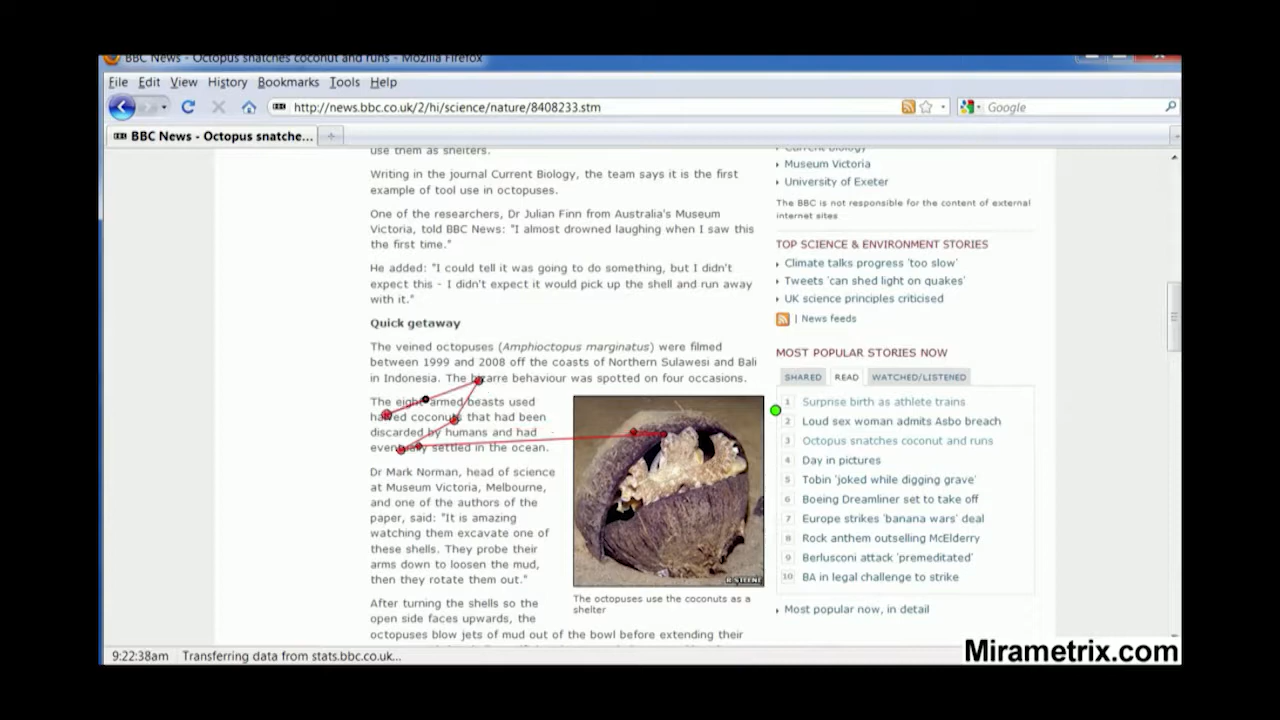 BBC News - Octopus snatches coconut and runs - Mozilla Firefox
File Edit View History Bookmarks Tools Help
http://news.bbc.co.uk/2/hi/science/nature/8408233.stm
Google
BBC News - Octopus snatche...
use them as shelters.
Writing in the journal Current Biology, the team says it is the first
example of tool use in octopuses.
One of the researchers, Dr Julian Finn from Australia's Museum
Victoria, told BBC News: "I almost drowned laughing when I saw this
the first time."
He added: "I could tell it was going to do something, but I didn't
expect this - I didn't expect it would pick up the shell and run away
with it."
Quick getaway
The veined octopuses (Amphioctopus marginatus) were filmed
between 1999 and 2008 off the coasts of Northern Sulawesi and Bali
in Indonesia. The bizarre behaviour was spotted on four occasions.
The eight-armed beasts used
halved coconuts that had been
discarded by humans and had
eventually settled in the ocean.
Dr Mark Norman, head of science
at Museum Victoria, Melbourne,
and one of the authors of the
paper, said: "It is amazing
watching them excavate one of
these shells. They probe their
arms down to loosen the mud,
then they rotate them out."
After turning the shells so the
open side faces upwards, the
octopuses blow jets of mud out of the bowl before extending their
R STEENE
The octopuses use the coconuts as a
shelter
Current Biology
Museum Victoria
University of Exeter
The BBC is not responsible for the content of external
internet sites
TOP SCIENCE & ENVIRONMENT STORIES
Climate talks progress 'too slow'
Tweets 'can shed light on quakes'
UK science principles criticised
| News feeds
MOST POPULAR STORIES NOW
SHARED READ WATCHED/LISTENED
1 Surprise birth as athlete trains
2 Loud sex woman admits Asbo breach
3 Octopus snatches coconut and runs
4 Day in pictures
5 Tobin 'joked while digging grave'
6 Boeing Dreamliner set to take off
7 Europe strikes 'banana wars' deal
8 Rock anthem outselling McElderry
9 Berlusconi attack 'premeditated'
10 BA in legal challenge to strike
Most popular now, in detail
9:22:38am Transferring data from stats.bbc.co.uk...
Mirametrix.com